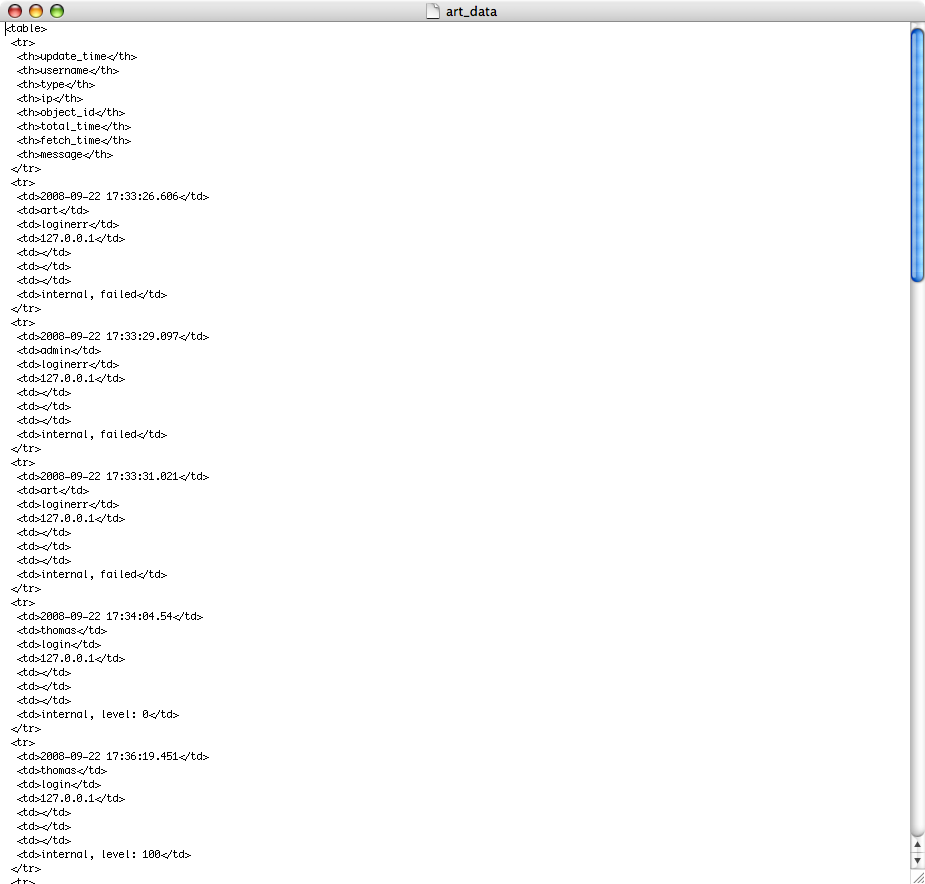 art_data
<table>
<tr>
<th>update_time</th>
<th>username</th>
<th>type</th>
<th>ip</th>
<th>object_id</th>
<th>total_time</th>
<th>fetch_time</th>
<th>message</th>
</tr>
<tr>
<td>2008-09-22 17:33:26.606</td>
<td>art</td>
<td>loginerr</td>
<td>127.0.0.1</td>
<td></td>
<td></td>
<td></td>
<td>internal, failed</td>
</tr>
<tr>
<td>2008-09-22 17:33:29.097</td>
<td>admin</td>
<td>loginerr</td>
<td>127.0.0.1</td>
<td></td>
<td></td>
<td></td>
<td>internal, failed</td>
</tr>
<tr>
<td>2008-09-22 17:33:31.021</td>
<td>art</td>
<td>loginerr</td>
<td>127.0.0.1</td>
<td></td>
<td></td>
<td></td>
<td>internal, failed</td>
</tr>
<tr>
<td>2008-09-22 17:34:04.54</td>
<td>thomas</td>
<td>login</td>
<td>127.0.0.1</td>
<td></td>
<td></td>
<td></td>
<td>internal, level: 0</td>
</tr>
<tr>
<td>2008-09-22 17:36:19.451</td>
<td>thomas</td>
<td>login</td>
<td>127.0.0.1</td>
<td></td>
<td></td>
<td></td>
<td>internal, level: 100</td>
</tr>
<tr>